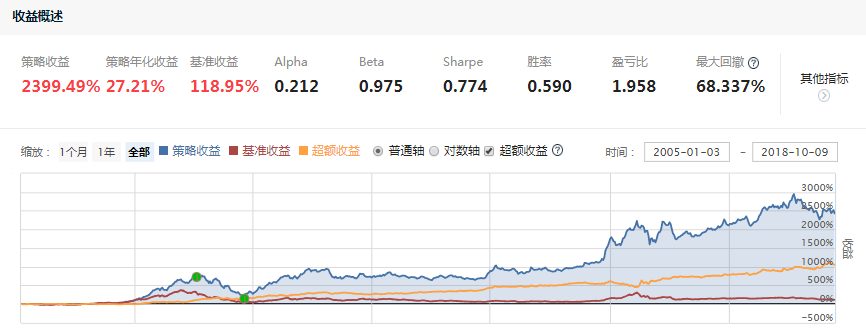 收益概述
策略收益 策略年化收益 基准收益 Alpha Beta Sharpe 胜率 盈亏比 最大回撤 ?
2399.49% 27.21% 118.95% 0.212 0.975 0.774 0.590 1.958 68.337%
其他指标
缩放： 1个月 1年 全部 策略收益 基准收益 超额收益 普通轴 对数轴 超额收益 ? 时间： 2005-01-03 - 2018-10-09
3000%
2500%
2000%
1500%
1000%
500%
0%
-500%
收益